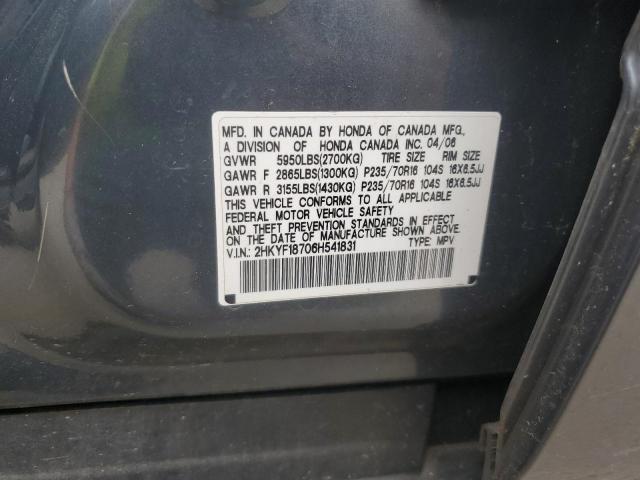 MFD. IN CANADA BY HONDA OF CANADA MFG.,
A DIVISION OF HONDA CANADA INC. 04/06
GVWR 5950LBS(2700KG) TIRE SIZE RIM SIZE
GAWR F 2865LBS(1300KG) P235/70R16 104S 16X6.5JJ
GAWR R 3155LBS(1430KG) P235/70R16 104S 16X6.5JJ
THIS VEHICLE CONFORMS TO ALL APPLICABLE
FEDERAL MOTOR VEHICLE SAFETY
AND THEFT PREVENTION STANDARDS IN EFFECT ON
THE DATE OF MANUFACTURE SHOWN ABOVE.
V.I.N.: 2HKYF18706H541831 TYPE: MPV